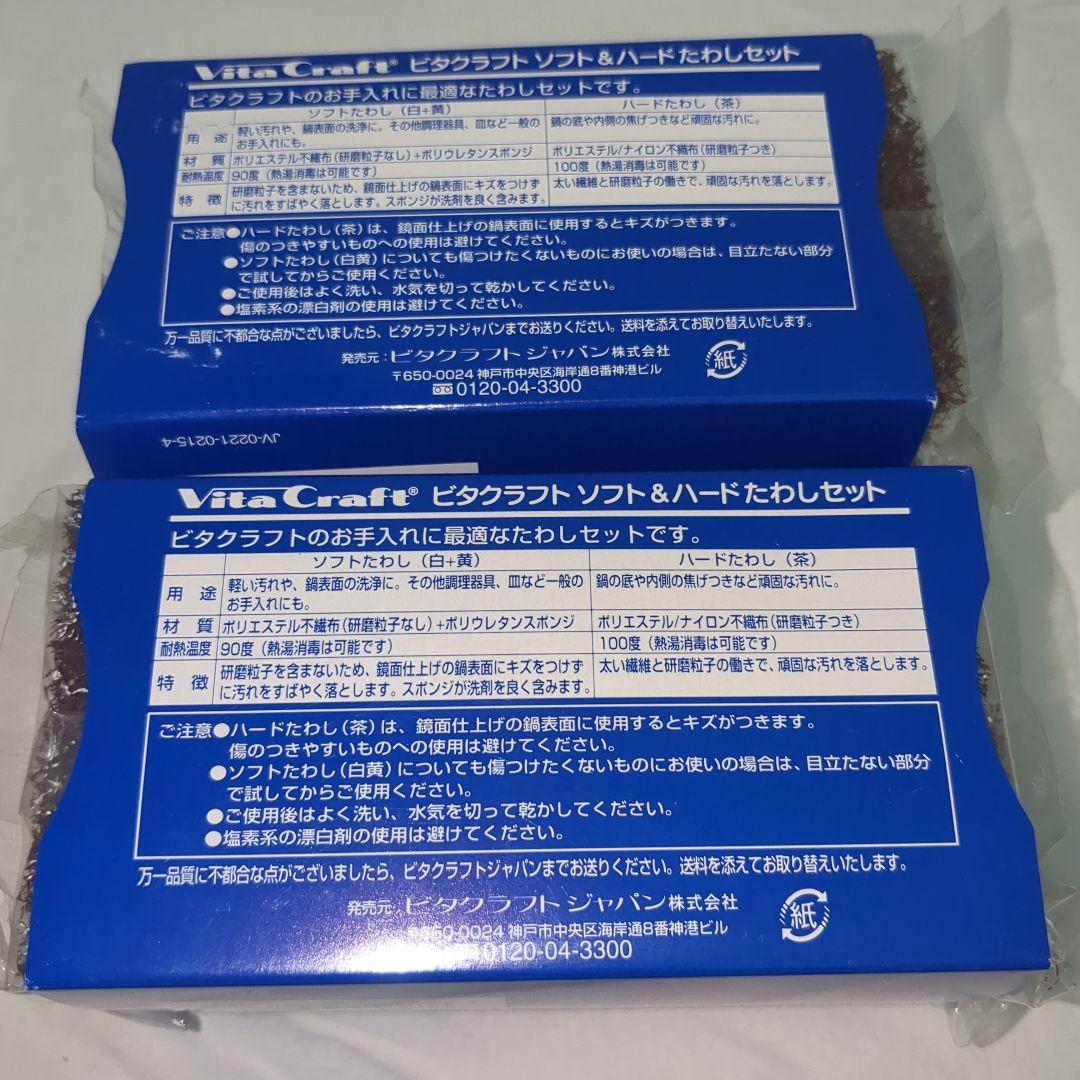 Vita Craft® ビタクラフト ソフト&ハードたわしセット
ビタクラフトのお手入れに最適なたわしセットです。
ソフトたわし（白+黄） ハードたわし（茶）
用途 軽い汚れや、鍋表面の洗浄に。その他調理器具、皿など一般の 鍋の底や内側の焦げつきなど頑固な汚れに。
お手入れにも。
材質 ポリエステル不織布（研磨粒子なし）+ポリウレタンスポンジ ポリエステル/ナイロン不織布（研磨粒子つき）
耐熱温度 90度（熱湯消毒は可能です） 100度（熱湯消毒は可能です）
特徴 研磨粒子を含まないため、鏡面仕上げの鍋表面にキズをつけず 太い繊維と研磨粒子の働きで、頑固な汚れを落とします。
に汚れをすばやく落とします。スポンジが洗剤を良く含みます。
ご注意●ハードたわし（茶）は、鏡面仕上げの鍋表面に使用するとキズがつきます。
傷のつきやすいものへの使用は避けてください。
●ソフトたわし（白黄）についても傷つけたくないものにお使いの場合は、目立たない部分
で試してからご使用ください。
●ご使用後はよく洗い、水気を切って乾かしてください。
●塩素系の漂白剤の使用は避けてください。
万一品質に不都合な点がございましたら、ビタクラフトジャパンまでお送りください。送料を添えてお取り替えいたします。
発売元：ビタクラフト ジャパン株式会社
紙
〒650-0024 神戸市中央区海岸通8番神港ビル
0120-04-3300
JV-0221-0215-4
Vita Craft® ビタクラフト ソフト&ハードたわしセット
ビタクラフトのお手入れに最適なたわしセットです。
ソフトたわし（白+黄） ハードたわし（茶）
用途 軽い汚れや、鍋表面の洗浄に。その他調理器具、皿など一般の 鍋の底や内側の焦げつきなど頑固な汚れに。
お手入れにも。
材質 ポリエステル不織布（研磨粒子なし）+ポリウレタンスポンジ ポリエステル/ナイロン不織布（研磨粒子つき）
耐熱温度 90度（熱湯消毒は可能です） 100度（熱湯消毒は可能です）
特徴 研磨粒子を含まないため、鏡面仕上げの鍋表面にキズをつけず 太い繊維と研磨粒子の働きで、頑固な汚れを落とします。
に汚れをすばやく落とします。スポンジが洗剤を良く含みます。
ご注意●ハードたわし（茶）は、鏡面仕上げの鍋表面に使用するとキズがつきます。
傷のつきやすいものへの使用は避けてください。
●ソフトたわし（白黄）についても傷つけたくないものにお使いの場合は、目立たない部分
で試してからご使用ください。
●ご使用後はよく洗い、水気を切って乾かしてください。
●塩素系の漂白剤の使用は避けてください。
万一品質に不都合な点がございましたら、ビタクラフトジャパンまでお送りください。送料を添えてお取り替えいたします。
発売元 ビタクラフト ジャパン株式会社
紙
〒650-0024 神戸市中央区海岸通8番神港ビル
0120-04-3300